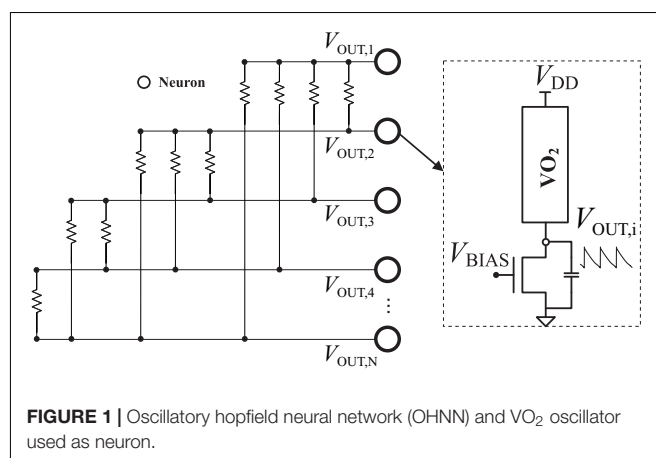 V_OUT,1
Neuron
V_OUT,2
V_OUT,3
V_OUT,4
⋮
V_OUT,N
V_DD
VO₂
V_OUT,i
V_BIAS
FIGURE 1 | Oscillatory hopfield neural network (OHNN) and VO₂ oscillator
used as neuron.